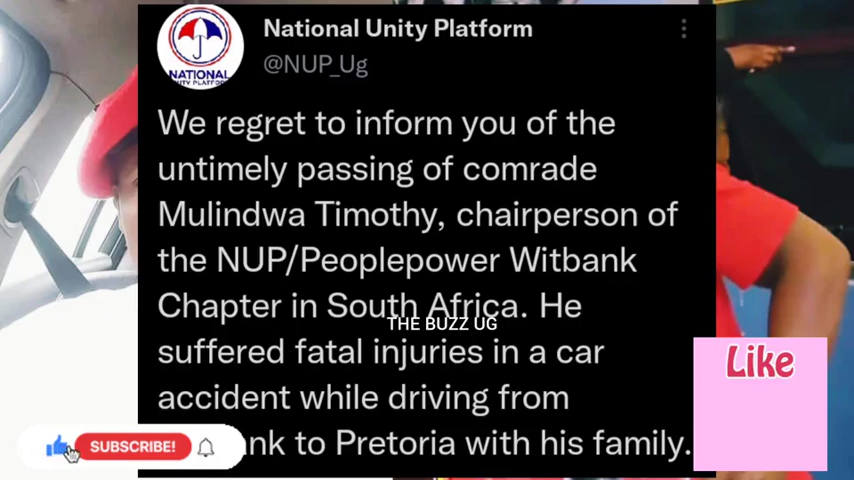 National Unity Platform
@NUP_Ug
NATIONAL
UNITY PLATFORM
We regret to inform you of the
untimely passing of comrade
Mulindwa Timothy, chairperson of
the NUP/Peoplepower Witbank
Chapter in South Africa. He
THE BUZZ UG
suffered fatal injuries in a car
accident while driving from
ank to Pretoria with his family.
Like
SUBSCRIBE!